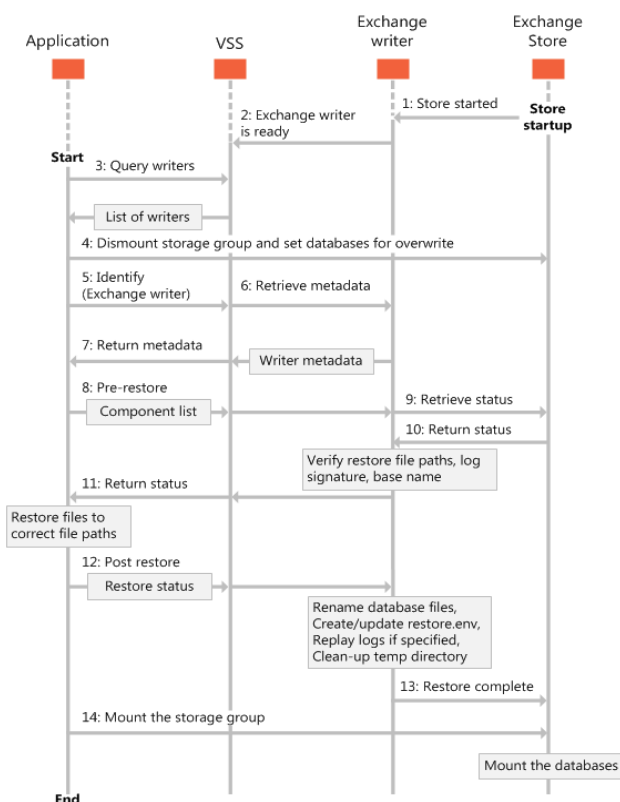 Application
VSS
Exchange
writer
Exchange
Store
1: Store started
Store
startup
2: Exchange writer
is ready
Start
3: Query writers
List of writers
4: Dismount storage group and set databases for overwrite
5: Identify
(Exchange writer)
6: Retrieve metadata
7: Return metadata
Writer metadata
8: Pre-restore
Component list
9: Retrieve status
10: Return status
Verify restore file paths, log
signature, base name
11: Return status
Restore files to
correct file paths
12: Post restore
Restore status
Rename database files,
Create/update restore.env,
Replay logs if specified,
Clean-up temp directory
13: Restore complete
14: Mount the storage group
Mount the databases
End